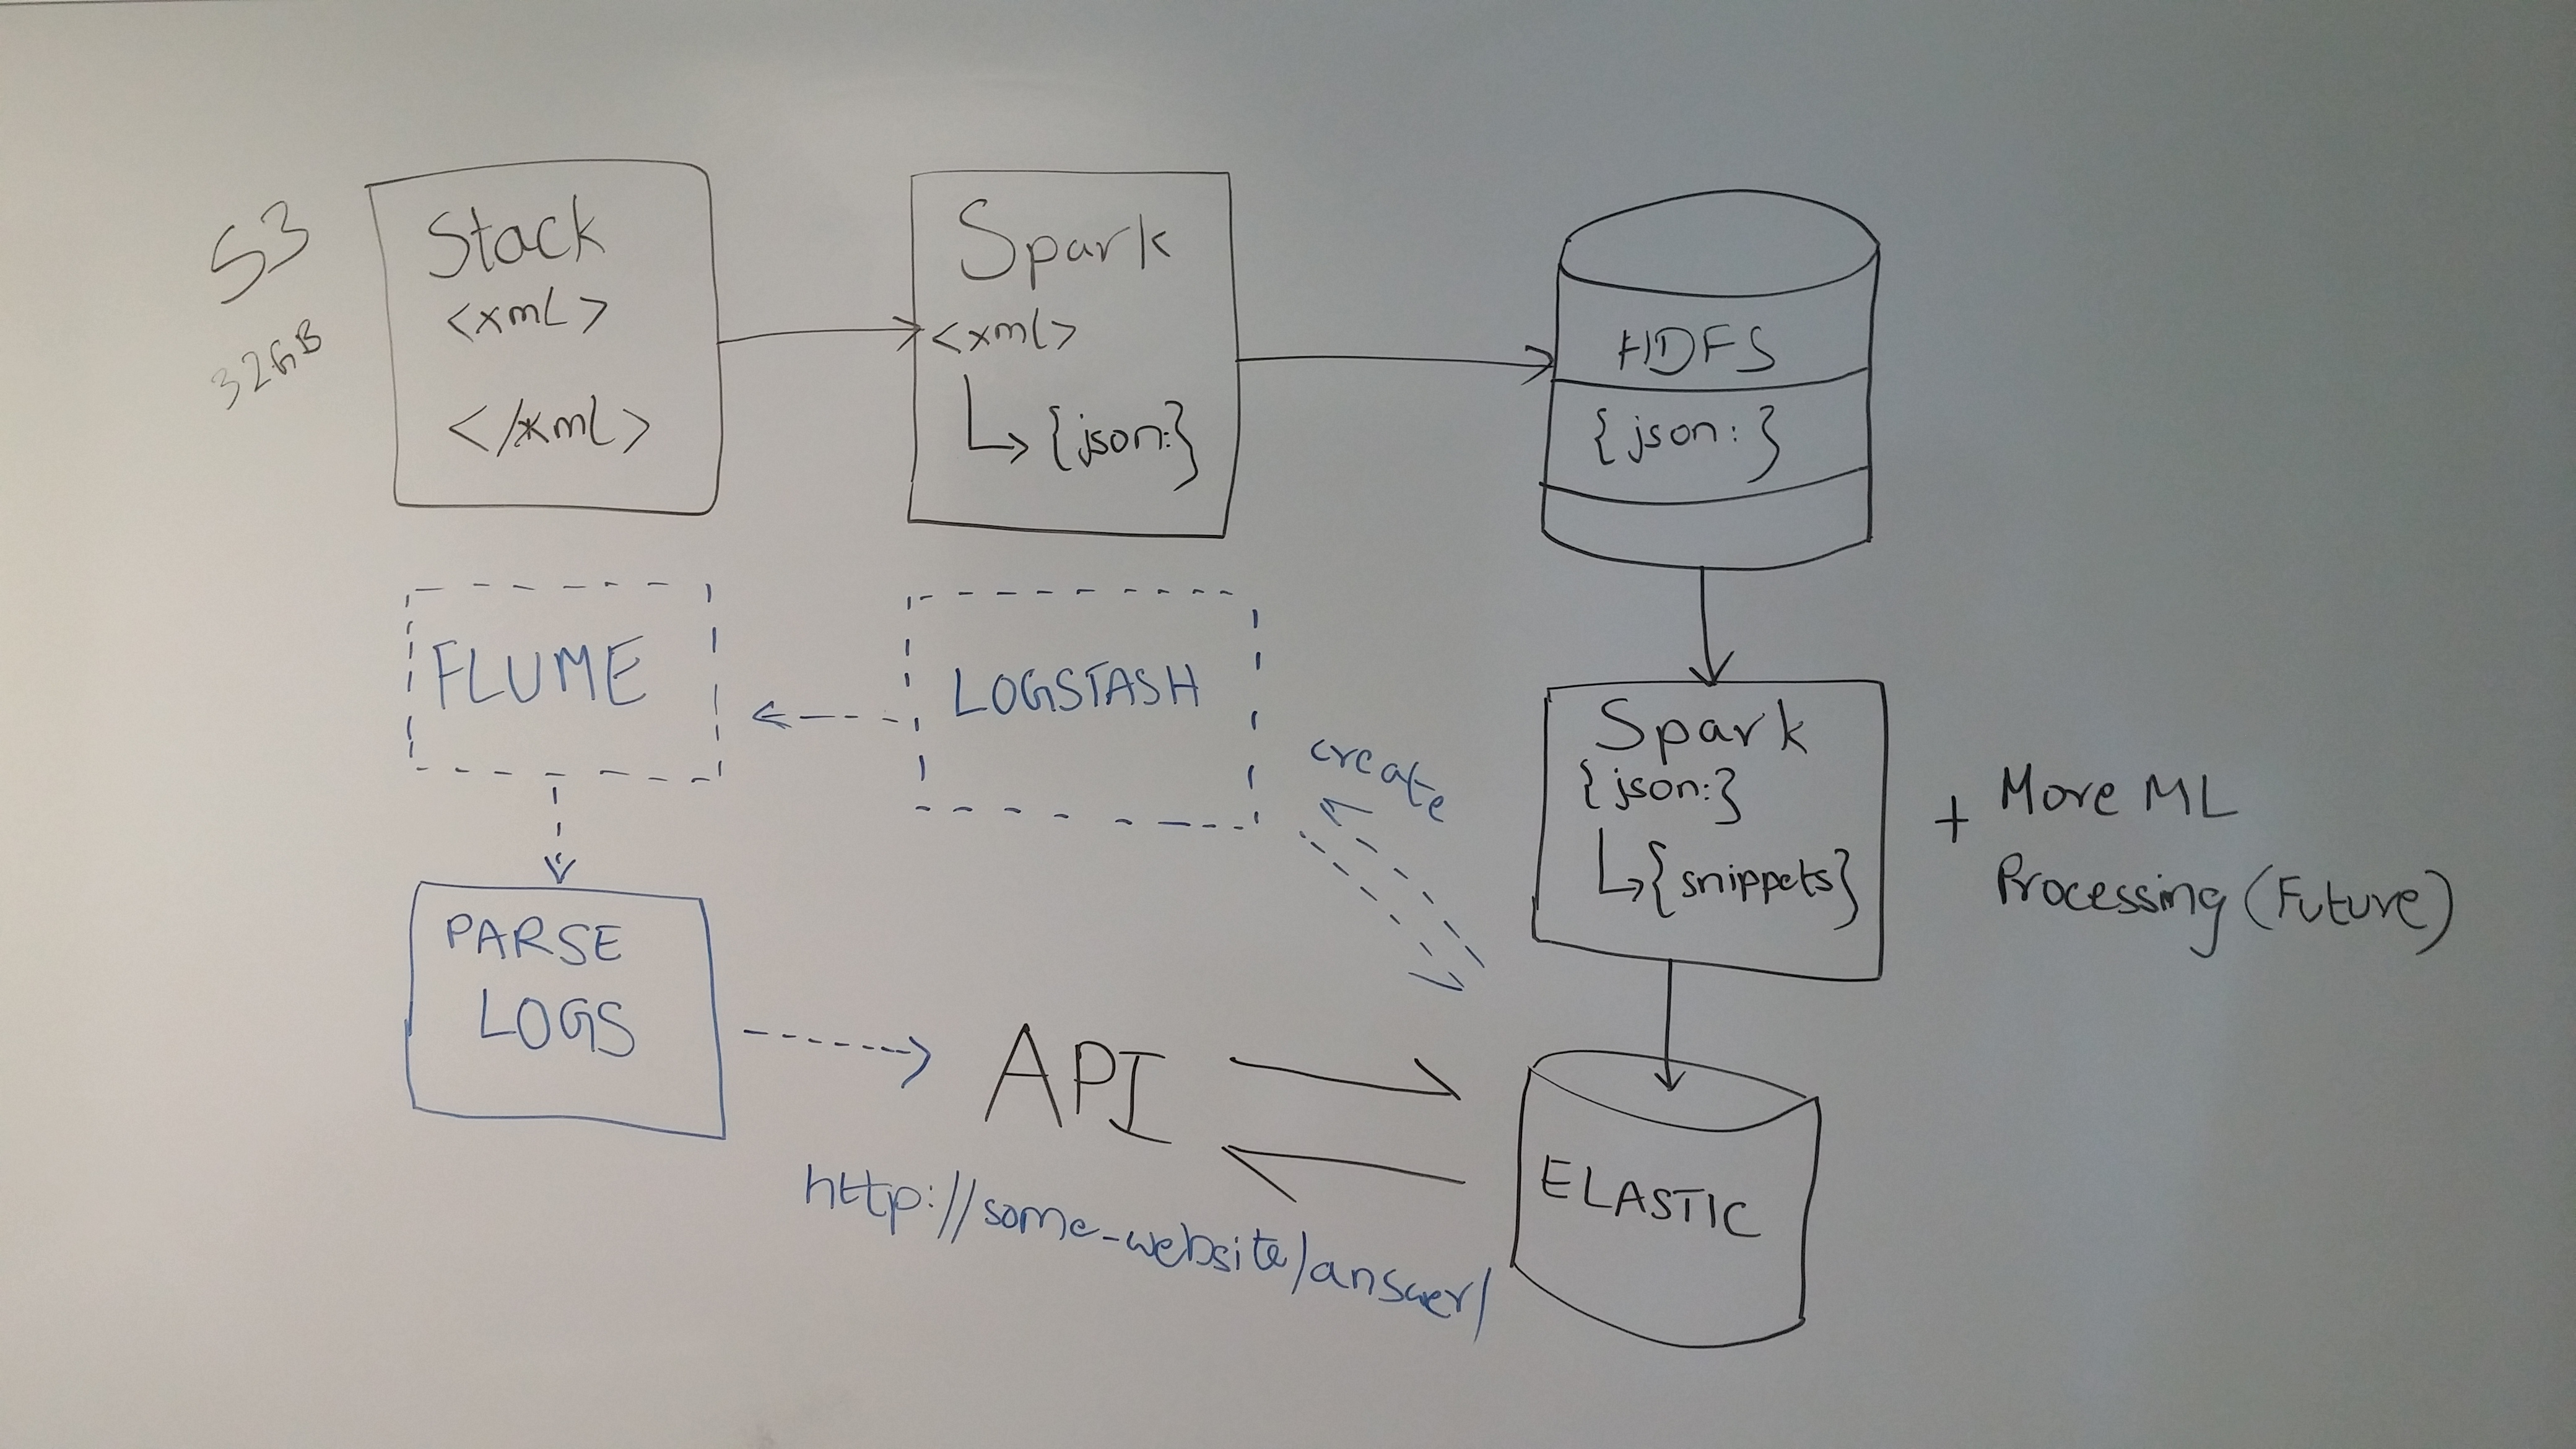 S3
32GB
Stack
<xml>
</xml>
Spark
<xml>
{json:}
HDFS
{json:}
FLUME
LOGSTASH
create
Spark
{json:}
{snippets}
+ More ML
Processing (Future)
PARSE
LOGS
API
http://some-website/answer/
ELASTIC